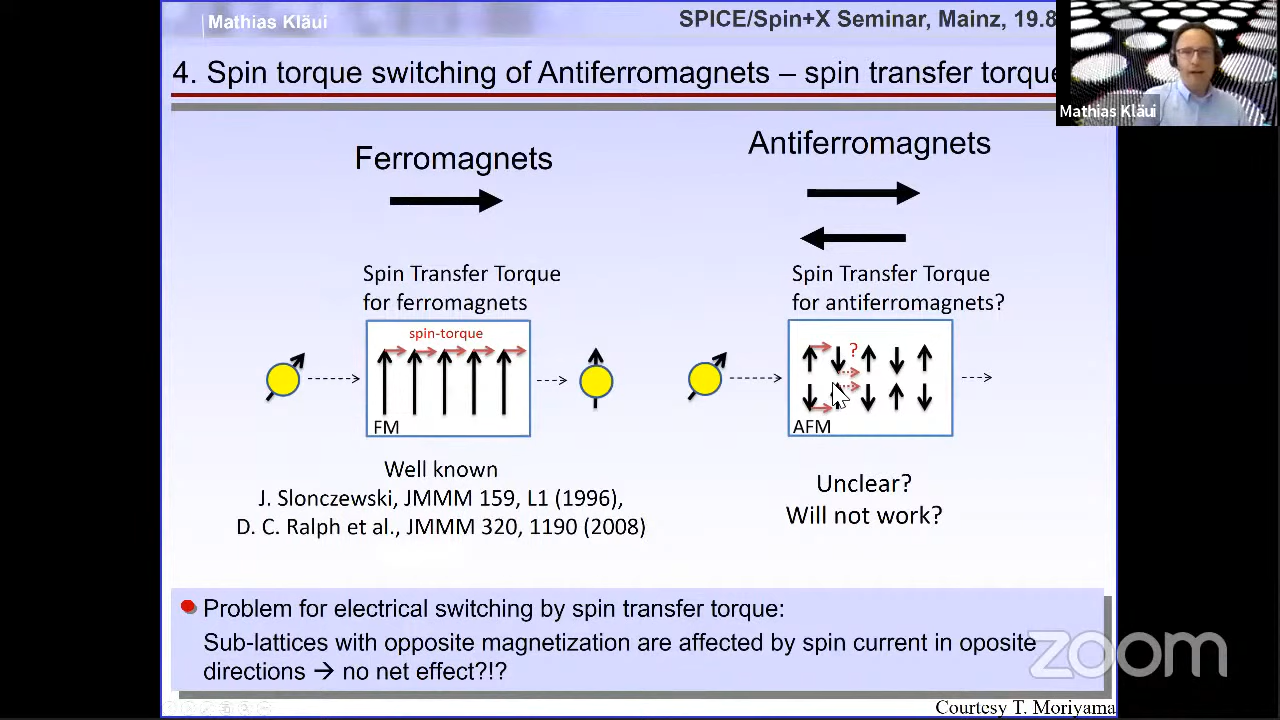 Mathias Kläui
SPICE/Spin+X Seminar, Mainz, 19.8
4. Spin torque switching of Antiferromagnets – spin transfer torque
Mathias Kläui
Ferromagnets
Antiferromagnets
Spin Transfer Torque
for ferromagnets
Spin Transfer Torque
for antiferromagnets?
spin-torque
FM
?
AFM
Well known
J. Slonczewski, JMMM 159, L1 (1996),
D. C. Ralph et al., JMMM 320, 1190 (2008)
Unclear?
Will not work?
Problem for electrical switching by spin transfer torque:
Sub-lattices with opposite magnetization are affected by spin current in oposite
directions → no net effect?!?
zoom
Courtesy T. Moriyama